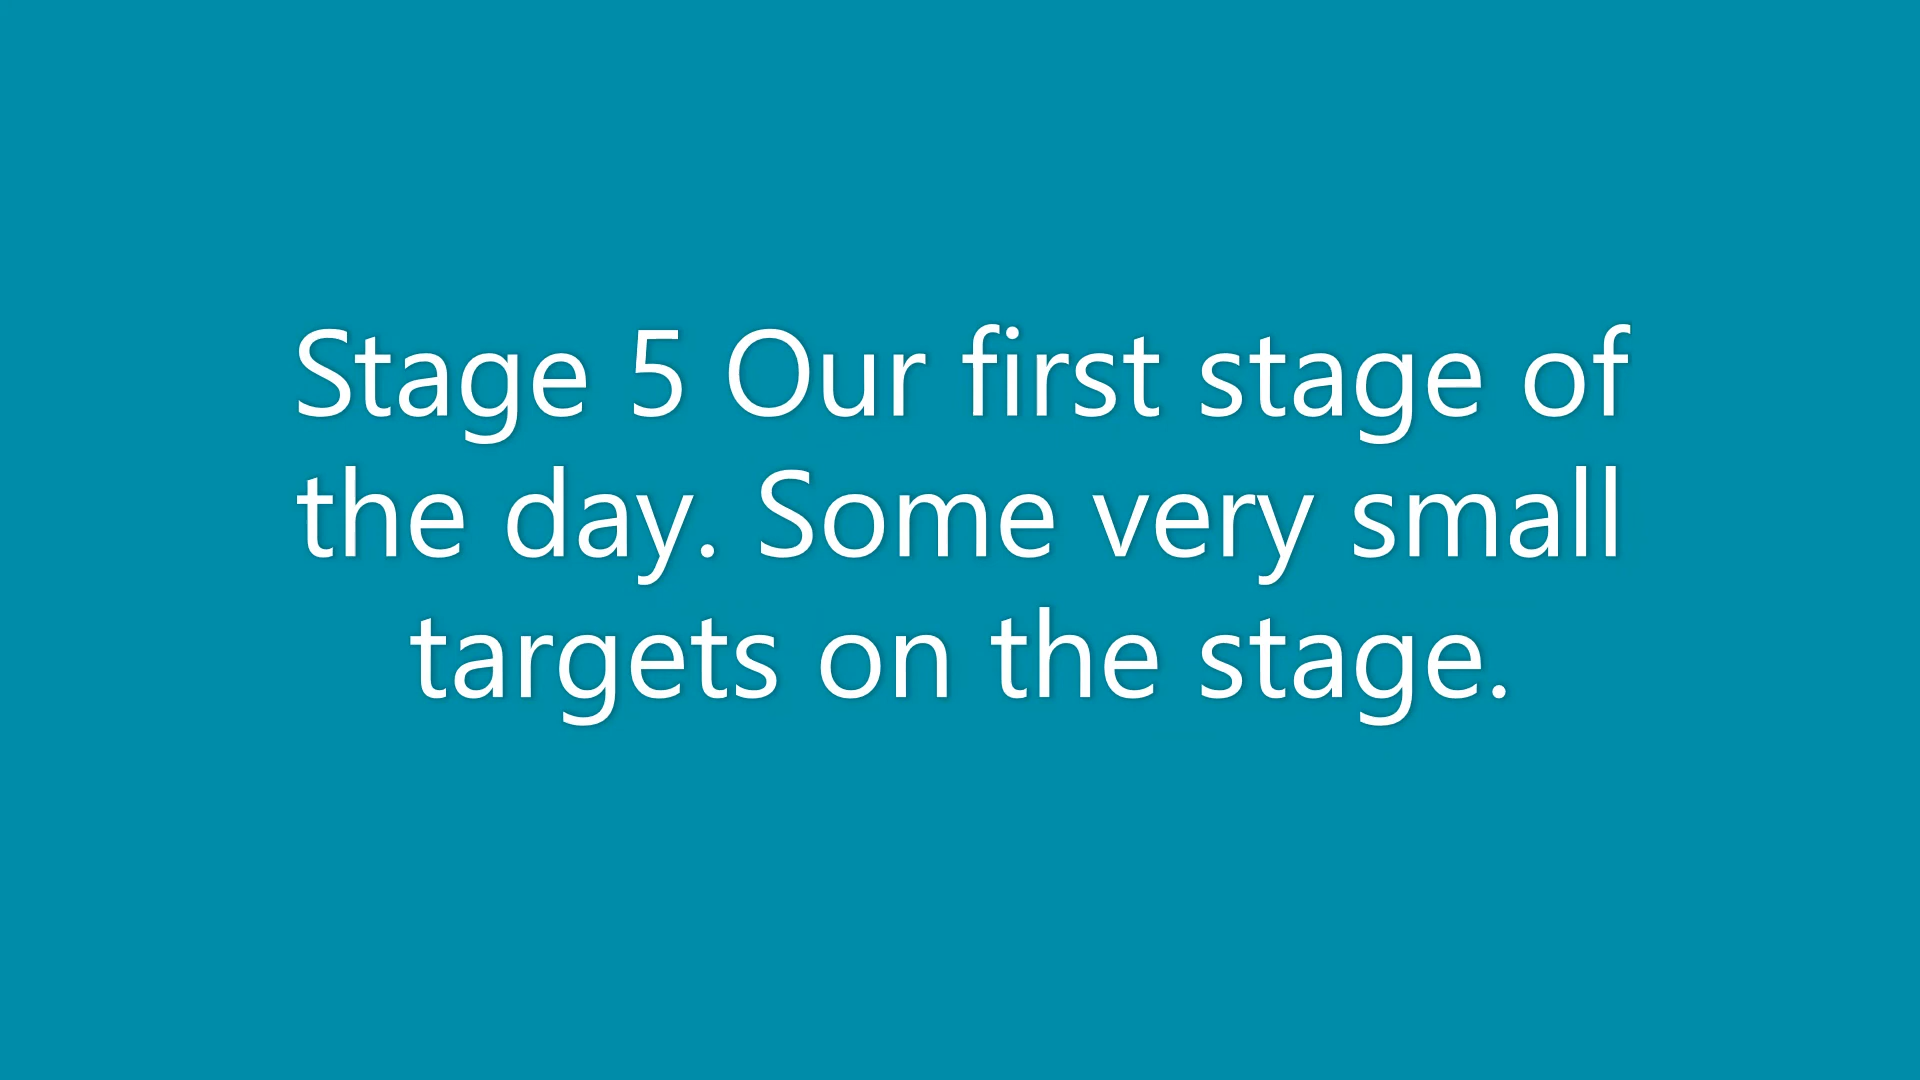 Stage 5 Our first stage of
the day. Some very small
targets on the stage.